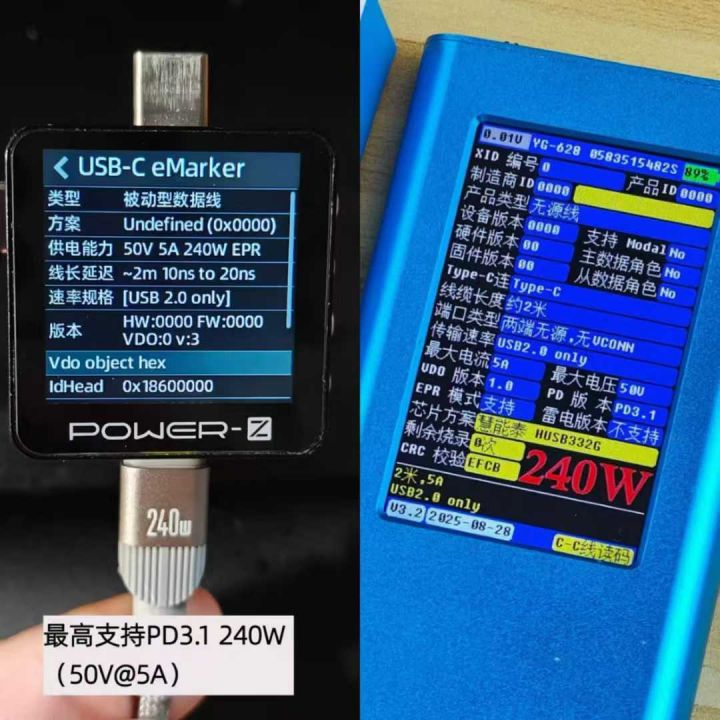 USB-C eMarker
类型 被动型数据线
方案 Undefined (0x0000)
供电能力 50V 5A 240W EPR
线长延迟 ~2m 10ns to 20ns
速率规格 [USB 2.0 only]
版本 HW:0000 FW:0000
VDO:0 v:3
Vdo object hex
IdHead 0x18600000
POWER-Z
240w
最高支持PD3.1 240W
（50V@5A）
0.01V YG-628 0583515482S 89%
XID 编号 0
制造商ID 0000 产品ID 0000
产品类型 无源线
设备版本 0000 支持 Modal No
硬件版本 00 主数据角色 No
固件版本 00 从数据角色 No
Type-C连 Type-C
线缆长度 约2米
端口类型 两端无源,无VCONN
传输速率 USB2.0 only
最大电流 5A 最大电压 50V
VDO 版本 1.0 PD 版本 PD3.1
EPR 模式 支持 雷电版本 不支持
芯片方案 慧能泰 HUSB332G
剩余烧录 0次
CRC 校验 EFCB
240W
2米,5A
USB2.0 only
V3.2 2025-08-28
C-C线读码